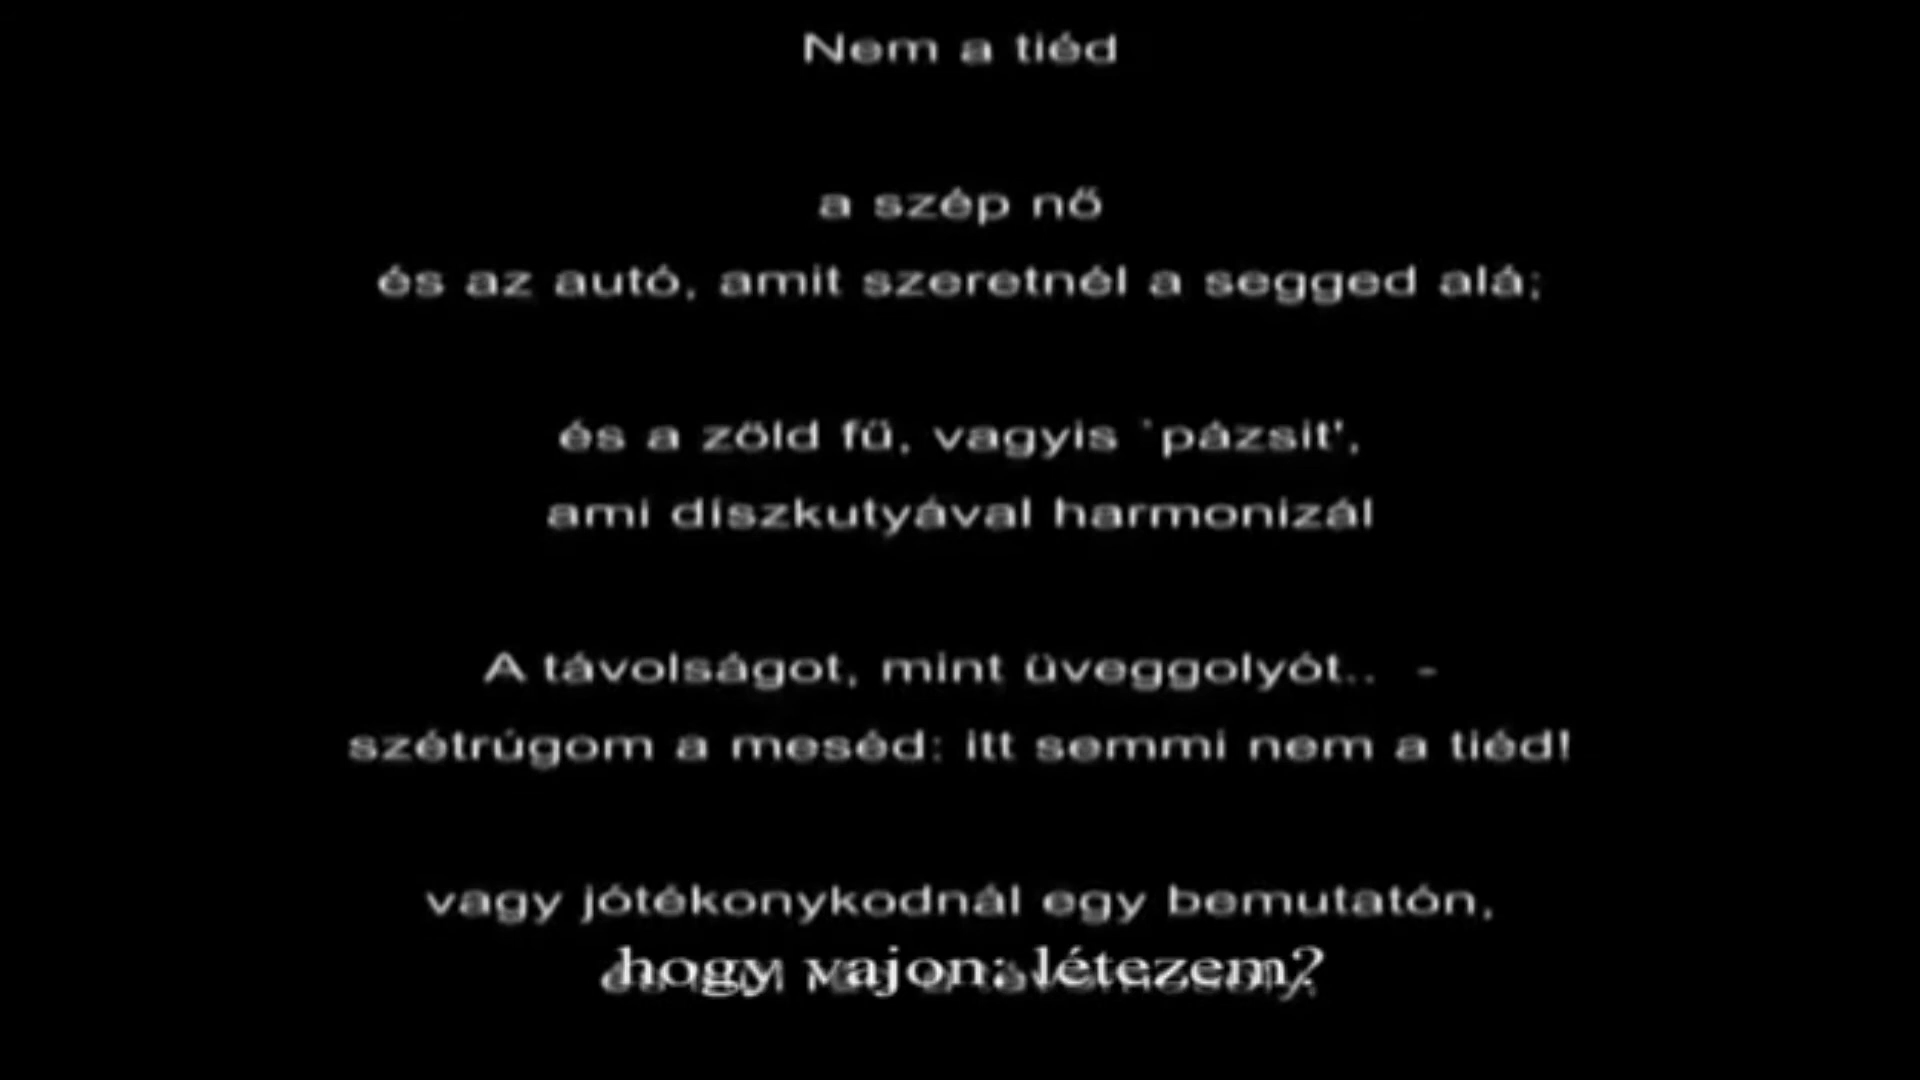 Nem a tiéd
a szép nő
és az autó, amit szeretnél a segged alá;
és a zöld fű, vagyis `pázsit',
ami díszkutyával harmonizál
A távolságot, mint üveggolyót.. -
szétrúgom a meséd: itt semmi nem a tiéd!
vagy jótékonykodnál egy bemutatón,
hogy vajon; létezem?